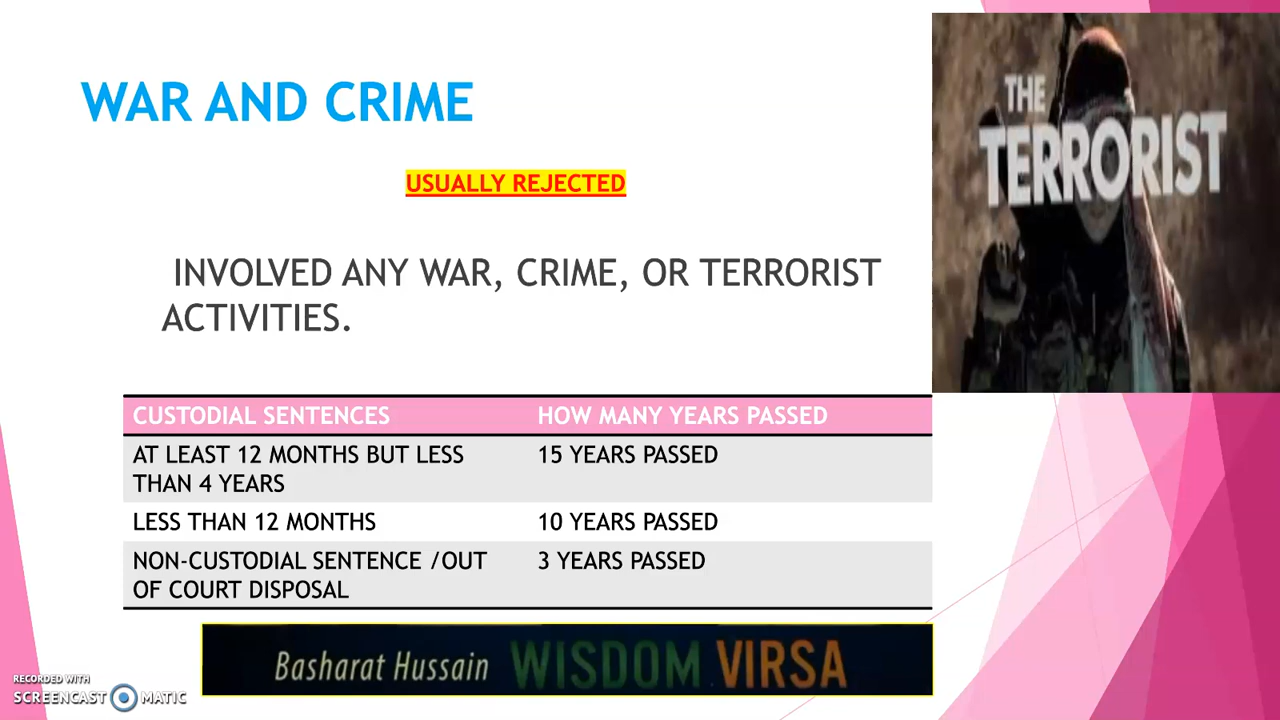 WAR AND CRIME
USUALLY REJECTED
INVOLVED ANY WAR, CRIME, OR TERRORIST
ACTIVITIES.
THE
TERRORIST
CUSTODIAL SENTENCES HOW MANY YEARS PASSED
AT LEAST 12 MONTHS BUT LESS
THAN 4 YEARS
15 YEARS PASSED
LESS THAN 12 MONTHS 10 YEARS PASSED
NON-CUSTODIAL SENTENCE /OUT
OF COURT DISPOSAL
3 YEARS PASSED
Basharat Hussain WISDOM VIRSA
RECORDED WITH
SCREENCAST MATIC